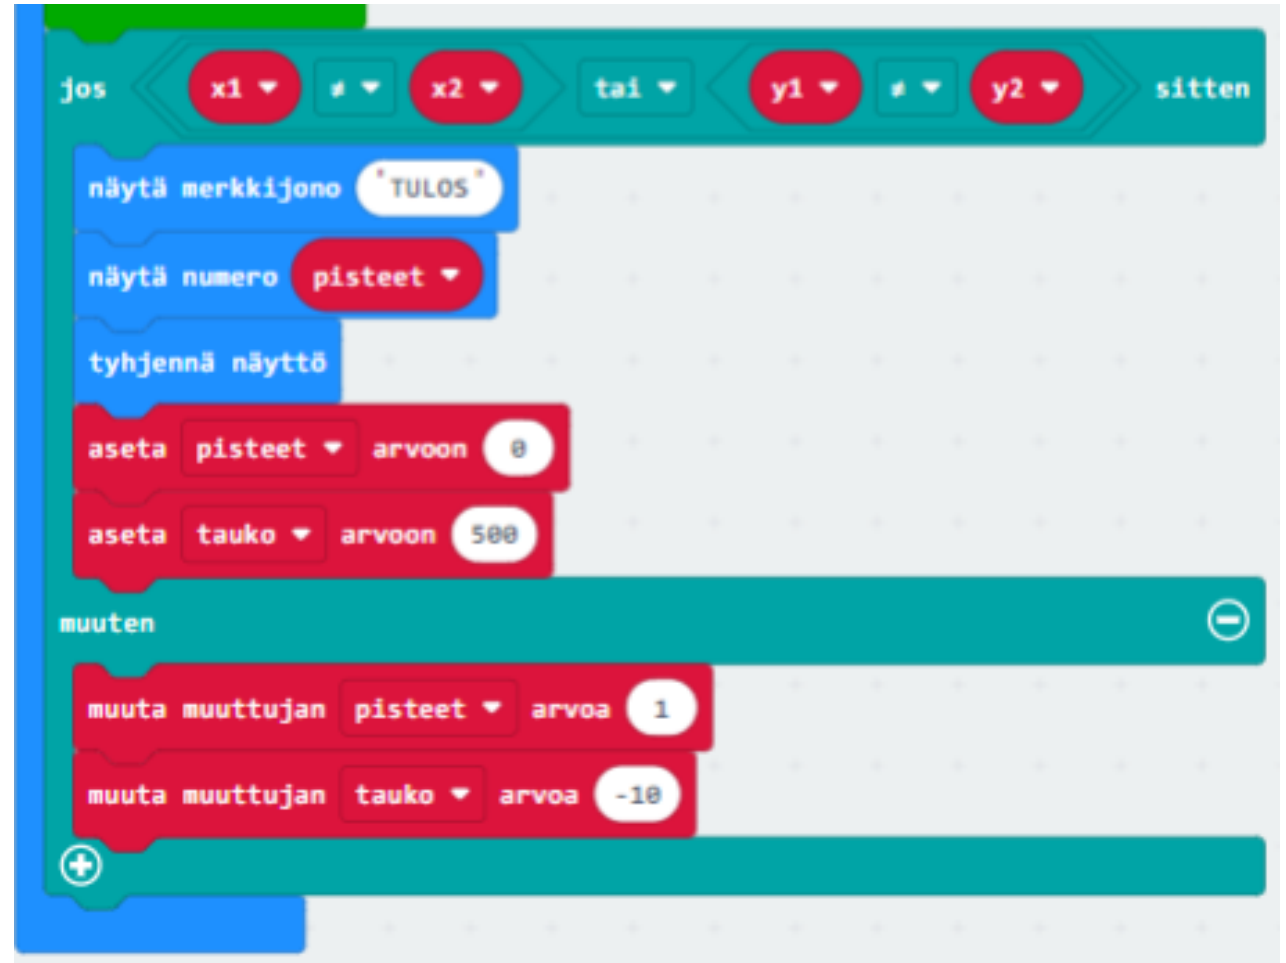 jos x1 ≠ x2 tai y1 ≠ y2 sitten
näytä merkkijono "TULOS"
näytä numero pisteet
tyhjennä näyttö
aseta pisteet arvoon 0
aseta tauko arvoon 500
muuten
muuta muuttujan pisteet arvoa 1
muuta muuttujan tauko arvoa -10